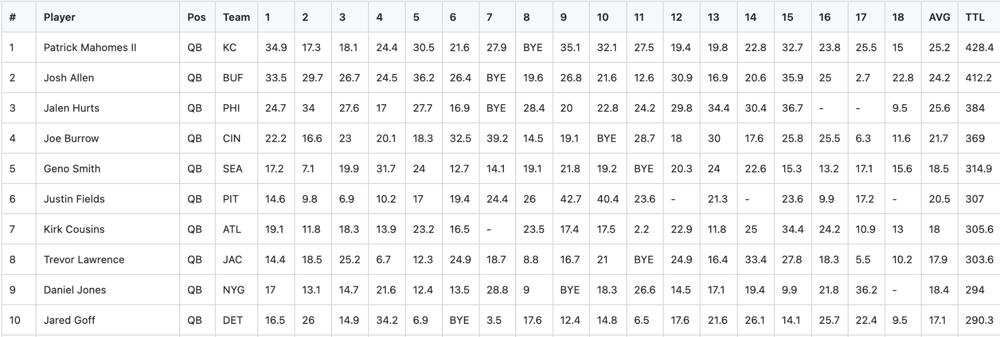 # Player Pos Team 1 2 3 4 5 6 7 8 9 10 11 12 13 14 15 16 17 18 AVG TTL
1 Patrick Mahomes II QB KC 34.9 17.3 18.1 24.4 30.5 21.6 27.9 BYE 35.1 32.1 27.5 19.4 19.8 22.8 32.7 23.8 25.5 15 25.2 428.4
2 Josh Allen QB BUF 33.5 29.7 26.7 24.5 36.2 26.4 BYE 19.6 26.8 21.6 12.6 30.9 16.9 20.6 35.9 25 2.7 22.8 24.2 412.2
3 Jalen Hurts QB PHI 24.7 34 27.6 17 27.7 16.9 BYE 28.4 20 22.8 24.2 29.8 34.4 30.4 36.7 - - 9.5 25.6 384
4 Joe Burrow QB CIN 22.2 16.6 23 20.1 18.3 32.5 39.2 14.5 19.1 BYE 28.7 18 30 17.6 25.8 25.5 6.3 11.6 21.7 369
5 Geno Smith QB SEA 17.2 7.1 19.9 31.7 24 12.7 14.1 19.1 21.8 19.2 BYE 20.3 24 22.6 15.3 13.2 17.1 15.6 18.5 314.9
6 Justin Fields QB PIT 14.6 9.8 6.9 10.2 17 19.4 24.4 26 42.7 40.4 23.6 - 21.3 - 23.6 9.9 17.2 - 20.5 307
7 Kirk Cousins QB ATL 19.1 11.8 18.3 13.9 23.2 16.5 - 23.5 17.4 17.5 2.2 22.9 11.8 25 34.4 24.2 10.9 13 18 305.6
8 Trevor Lawrence QB JAC 14.4 18.5 25.2 6.7 12.3 24.9 18.7 8.8 16.7 21 BYE 24.9 16.4 33.4 27.8 18.3 5.5 10.2 17.9 303.6
9 Daniel Jones QB NYG 17 13.1 14.7 21.6 12.4 13.5 28.8 9 BYE 18.3 26.6 14.5 17.1 19.4 9.9 21.8 36.2 - 18.4 294
10 Jared Goff QB DET 16.5 26 14.9 34.2 6.9 BYE 3.5 17.6 12.4 14.8 6.5 17.6 21.6 26.1 14.1 25.7 22.4 9.5 17.1 290.3